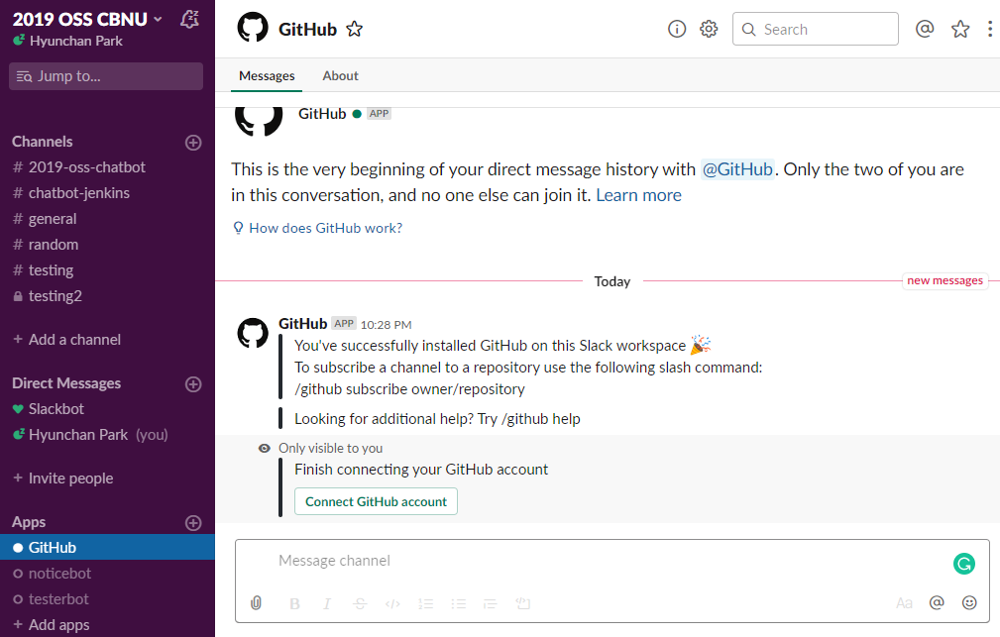 2019 OSS CBNU
Hyunchan Park
Jump to...
Channels
# 2019-oss-chatbot
# chatbot-jenkins
# general
# random
# testing
testing2
+ Add a channel
Direct Messages
Slackbot
Hyunchan Park (you)
+ Invite people
Apps
GitHub
noticebot
testerbot
+ Add apps
GitHub
Search
Messages About
GitHub APP
This is the very beginning of your direct message history with @GitHub. Only the two of you are
in this conversation, and no one else can join it. Learn more
How does GitHub work?
Today
new messages
GitHub APP 10:28 PM
You've successfully installed GitHub on this Slack workspace 🎉
To subscribe a channel to a repository use the following slash command:
/github subscribe owner/repository
Looking for additional help? Try /github help
Only visible to you
Finish connecting your GitHub account
Connect GitHub account
Message channel
B I S </> Aa @